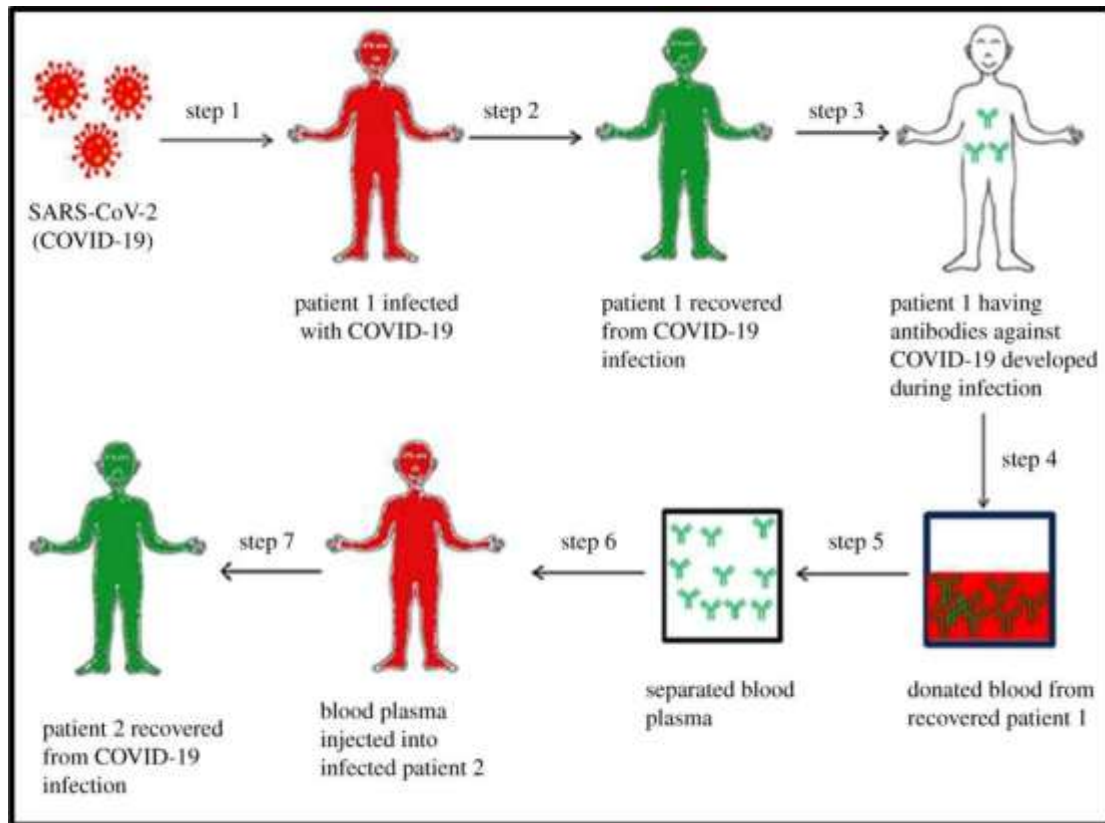 step 1
step 2
step 3
SARS-CoV-2
(COVID-19)
patient 1 infected
with COVID-19
patient 1 recovered
from COVID-19
infection
patient 1 having
antibodies against
COVID-19 developed
during infection
step 4
step 5
step 6
step 7
donated blood from
recovered patient 1
separated blood
plasma
blood plasma
injected into
infected patient 2
patient 2 recovered
from COVID-19
infection